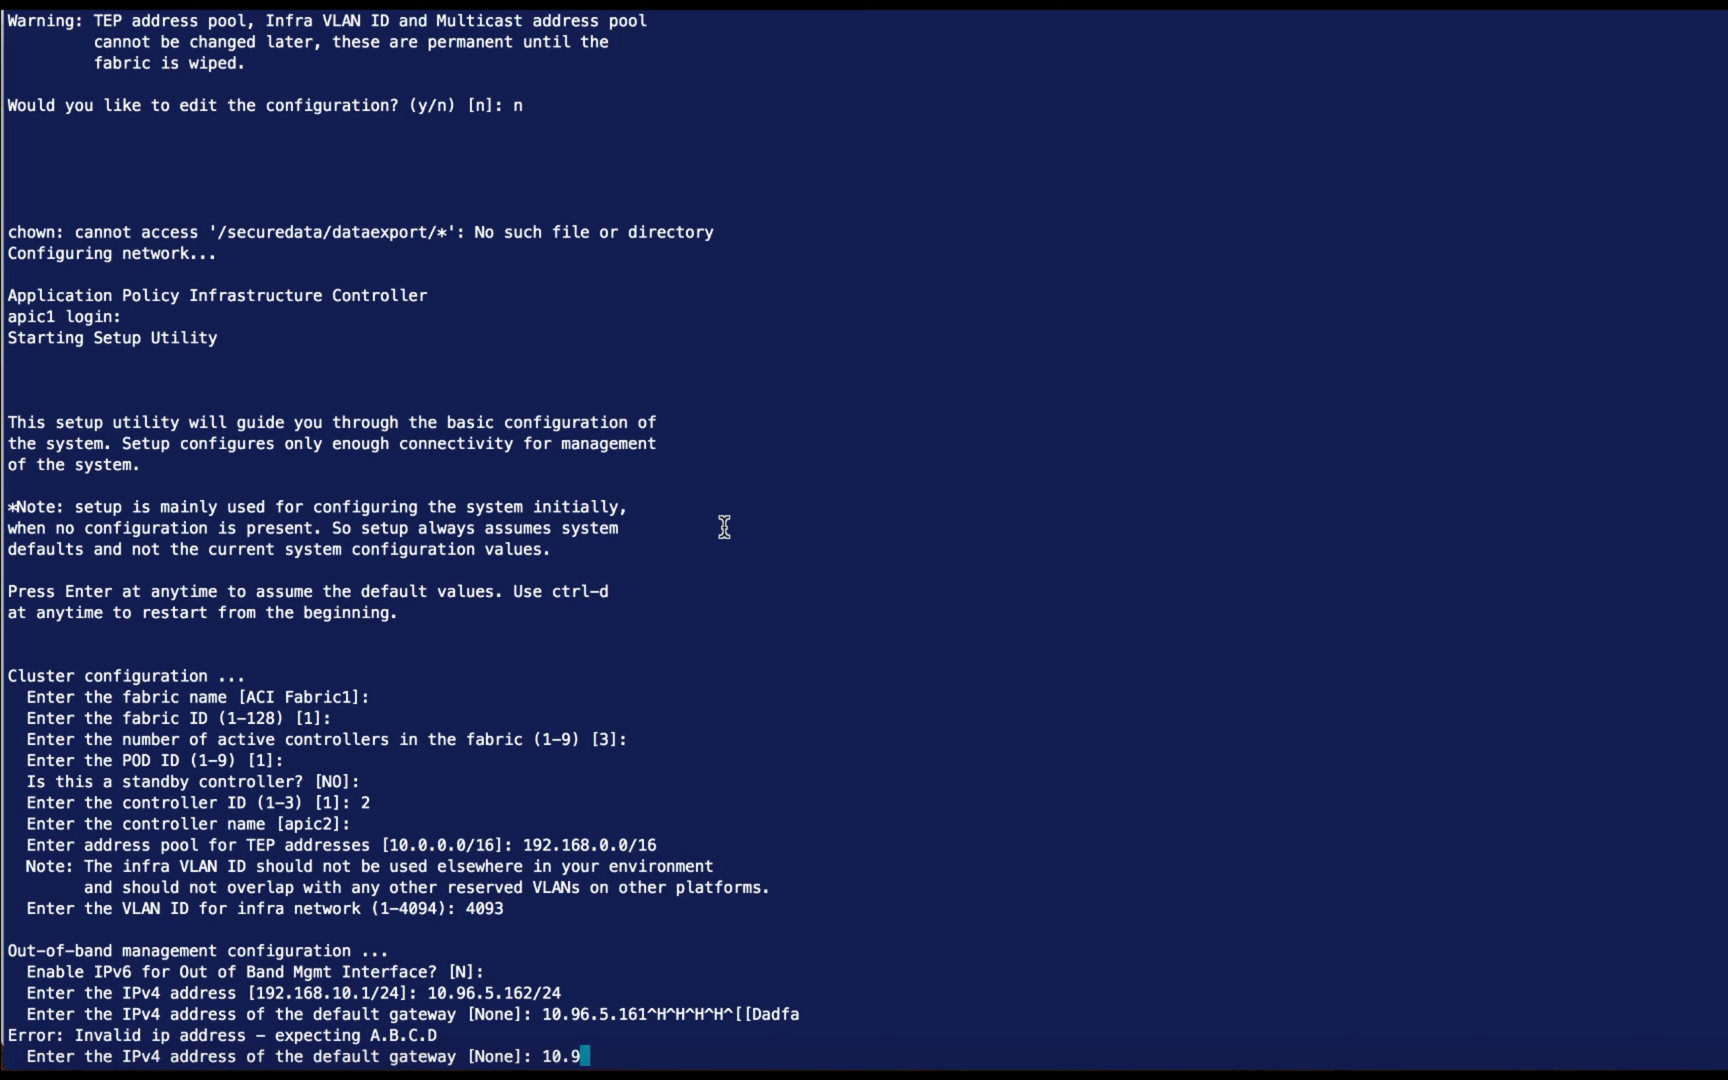 Warning: TEP address pool, Infra VLAN ID and Multicast address pool
cannot be changed later, these are permanent until the
fabric is wiped.
Would you like to edit the configuration? (y/n) [n]: n
chown: cannot access '/securedata/dataexport/*': No such file or directory
Configuring network...
Application Policy Infrastructure Controller
apic1 login:
Starting Setup Utility
This setup utility will guide you through the basic configuration of
the system. Setup configures only enough connectivity for management
of the system.
*Note: setup is mainly used for configuring the system initially,
when no configuration is present. So setup always assumes system
defaults and not the current system configuration values.
Press Enter at anytime to assume the default values. Use ctrl-d
at anytime to restart from the beginning.
Cluster configuration ...
Enter the fabric name [ACI Fabric1]:
Enter the fabric ID (1-128) [1]:
Enter the number of active controllers in the fabric (1-9) [3]:
Enter the POD ID (1-9) [1]:
Is this a standby controller? [NO]:
Enter the controller ID (1-3) [1]: 2
Enter the controller name [apic2]:
Enter address pool for TEP addresses [10.0.0.0/16]: 192.168.0.0/16
Note: The infra VLAN ID should not be used elsewhere in your environment
and should not overlap with any other reserved VLANs on other platforms.
Enter the VLAN ID for infra network (1-4094): 4093
Out-of-band management configuration ...
Enable IPv6 for Out of Band Mgmt Interface? [N]:
Enter the IPv4 address [192.168.10.1/24]: 10.96.5.162/24
Enter the IPv4 address of the default gateway [None]: 10.96.5.161^H^H^H^H^[[Dadfa
Error: Invalid ip address - expecting A.B.C.D
Enter the IPv4 address of the default gateway [None]: 10.9